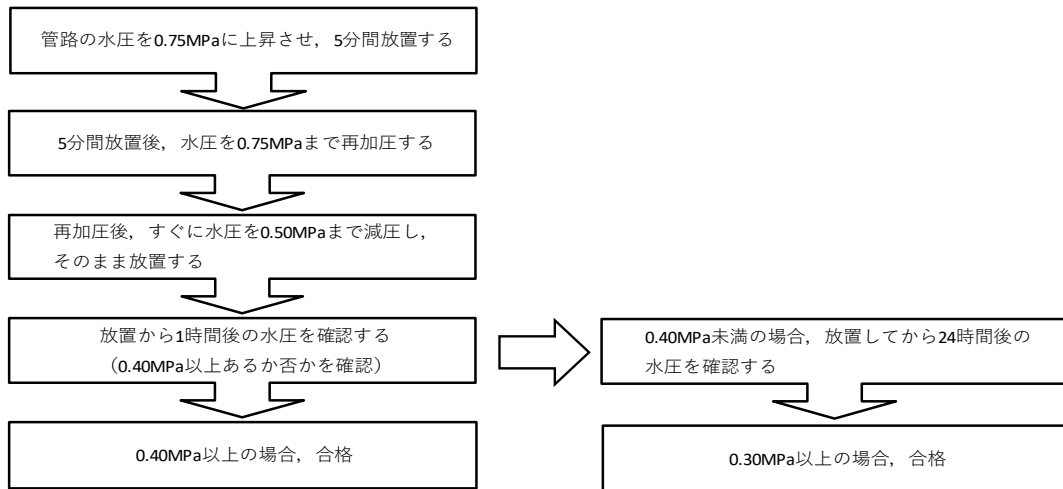 管路の水圧を0.75MPaに上昇させ，5分間放置する
5分間放置後，水圧を0.75MPaまで再加圧する
再加圧後，すぐに水圧を0.50MPaまで減圧し，
そのまま放置する
放置から1時間後の水圧を確認する
（0.40MPa以上あるか否かを確認）
0.40MPa以上の場合，合格
0.40MPa未満の場合，放置してから24時間後の
水圧を確認する
0.30MPa以上の場合，合格